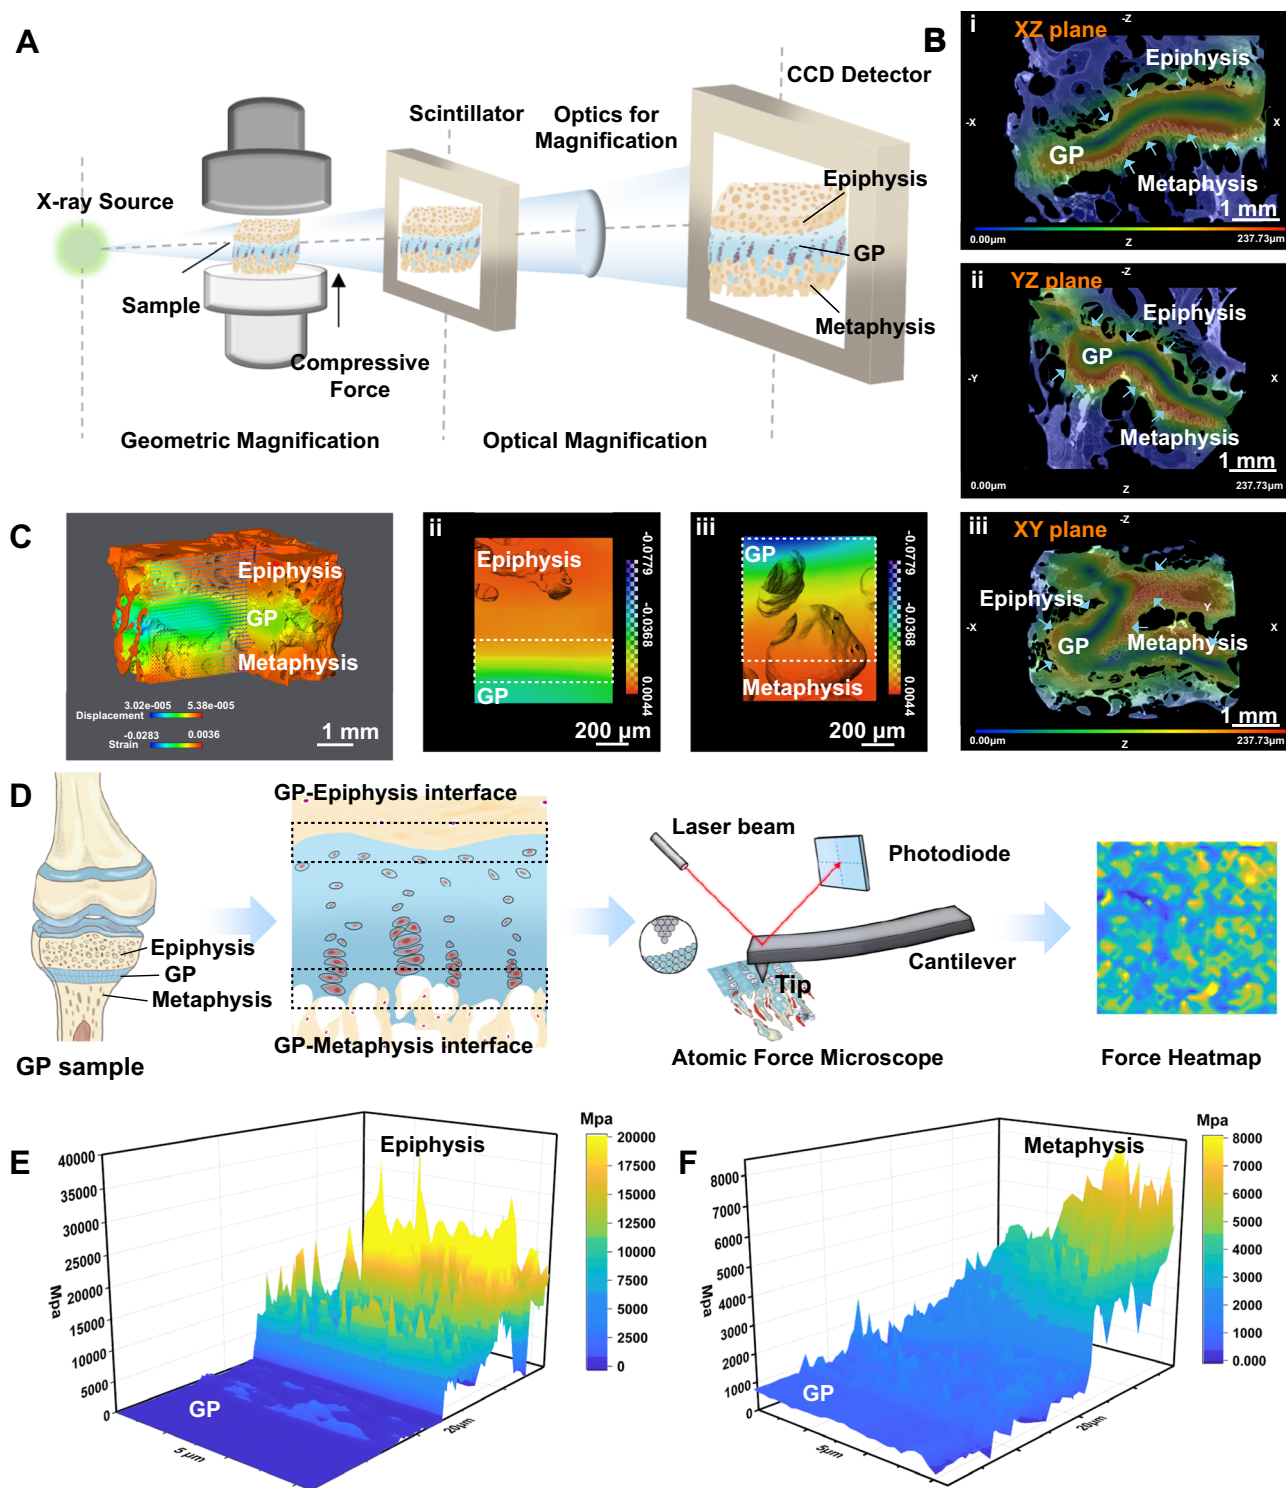 A
X-ray Source
Sample
Compressive
Force
Scintillator
Optics for
Magnification
CCD Detector
Epiphysis
GP
Metaphysis
Geometric Magnification
Optical Magnification
B
i
XZ plane
-Z
Epiphysis
-X
X
GP
Metaphysis
1 mm
0.00µm
Z
237.73µm
ii
YZ plane
-Z
Epiphysis
GP
-Y
X
Metaphysis
1 mm
0.00µm
Z
237.73µm
iii
XY plane
-Z
Epiphysis
Y
-X
X
GP
Metaphysis
1 mm
0.00µm
Z
237.73µm
C
Epiphysis
GP
Metaphysis
3.02e-005
5.38e-005
Displacement
-0.0283
0.0036
Strain
1 mm
ii
Epiphysis
GP
-0.0779
-0.0368
0.0044
200 µm
iii
GP
Metaphysis
-0.0779
-0.0368
0.0044
200 µm
D
Epiphysis
GP
Metaphysis
GP sample
GP-Epiphysis interface
GP-Metaphysis interface
Laser beam
Photodiode
Cantilever
Tip
Atomic Force Microscope
Force Heatmap
E
Epiphysis
GP
Mpa
40000
35000
30000
25000
20000
15000
10000
5000
0
Mpa
5 µm
20µm
20000
17500
15000
12500
10000
7500
5000
2500
0
F
Metaphysis
GP
Mpa
8000
7000
6000
5000
4000
3000
2000
1000
0
Mpa
5µm
20µm
8000
7000
6000
5000
4000
3000
2000
1000
0.000